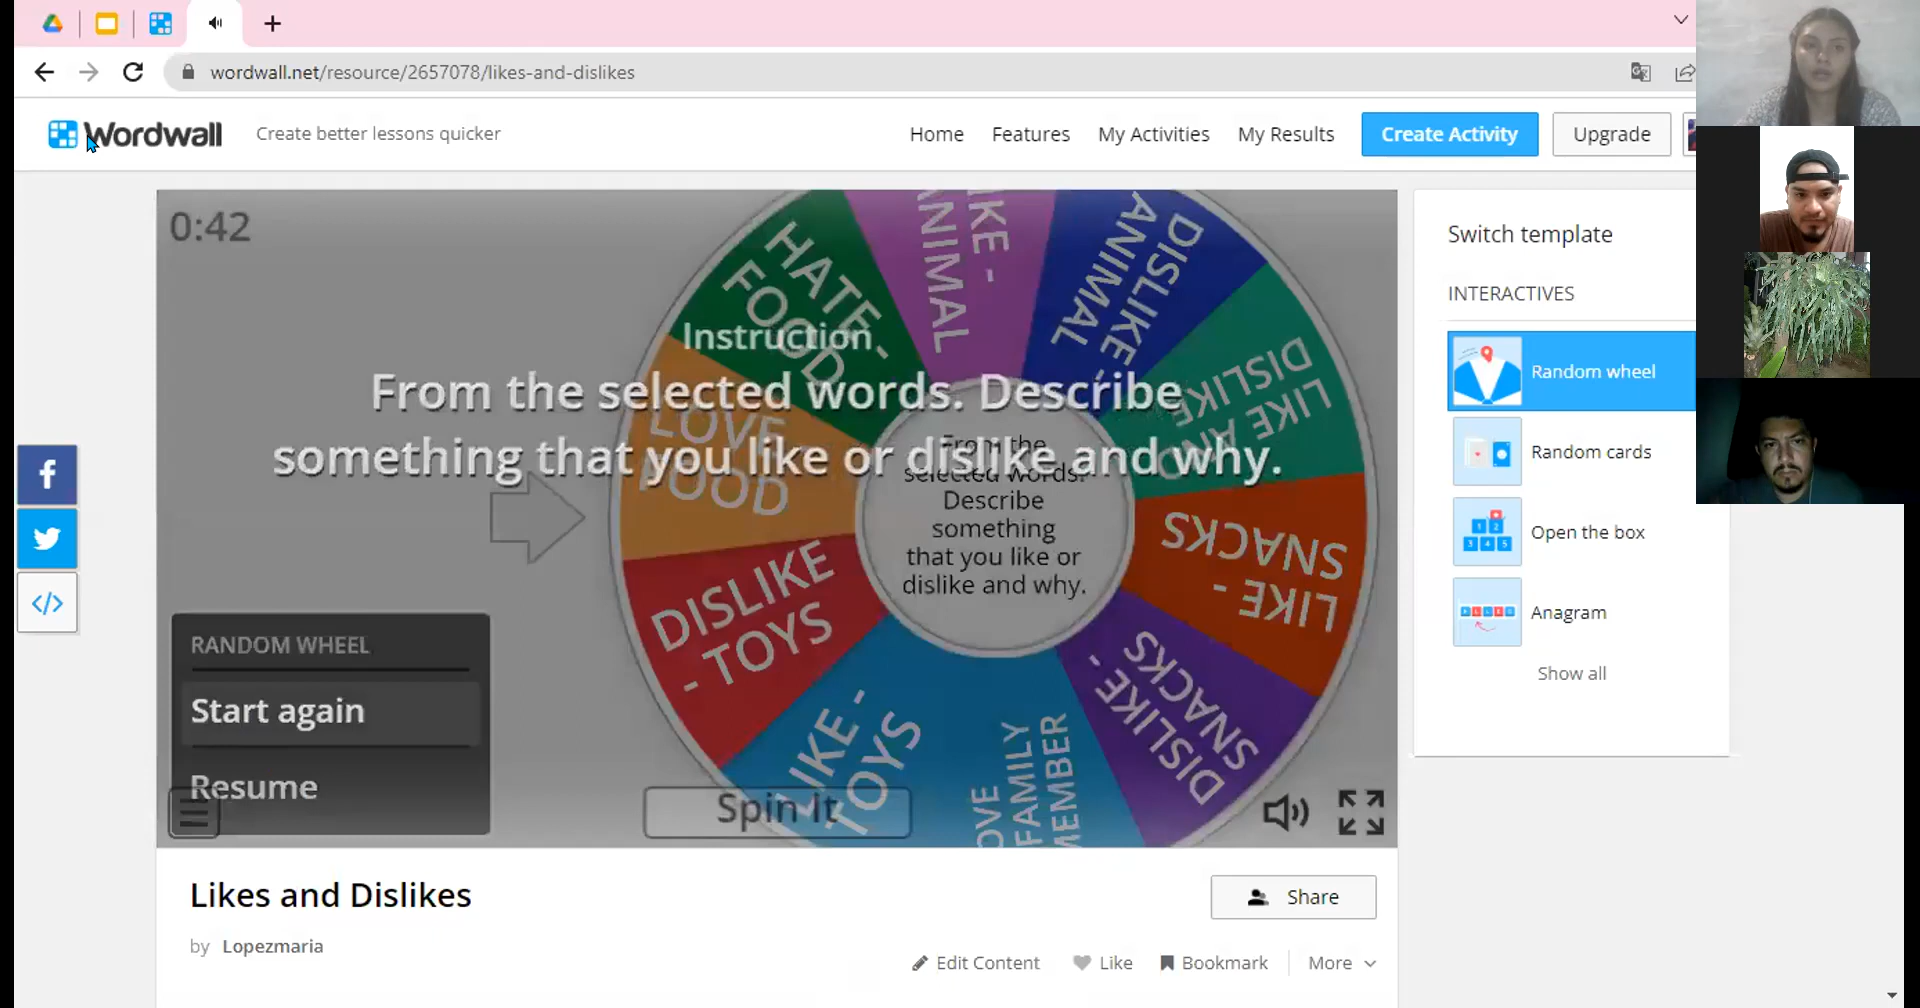 wordwall.net/resource/2657078/likes-and-dislikes
Wordwall
Create better lessons quicker
Home
Features
My Activities
My Results
Create Activity
Upgrade
0:42
Instruction
From the selected words. Describe
something that you like or dislike and why.
HATE -
FOOD
LIKE -
ANIMAL
DISLIKE -
ANIMAL
LIKE AND
DISLIKE
LIKE -
SNACKS
DISLIKE -
SNACKS
LOVE
FAMILY
MEMBER
LIKE -
TOYS
DISLIKE
- TOYS
LOVE
FOOD
From the
selected words.
Describe
something
that you like or
dislike and why.
RANDOM WHEEL
Start again
Resume
Spin it
Switch template
INTERACTIVES
Random wheel
Random cards
Open the box
Anagram
Show all
Likes and Dislikes
by Lopezmaria
Share
Edit Content
Like
Bookmark
More